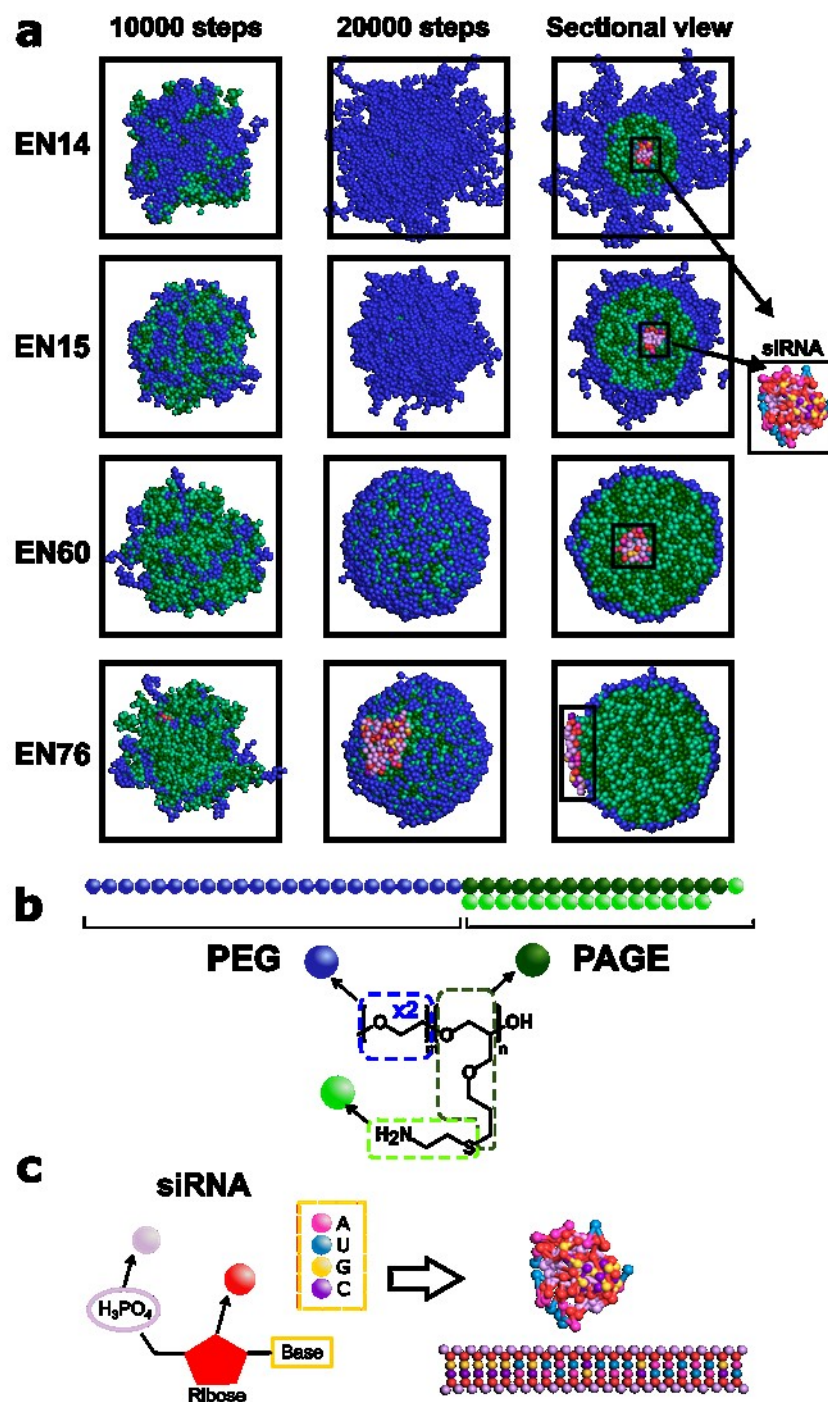 a
10000 steps 20000 steps Sectional view
EN14
EN15
siRNA
EN60
EN76
b
PEG PAGE
x2
O m O n OH
O
H₂N S
c
siRNA
A
U
G
C
H₃PO₄
Base
Ribose